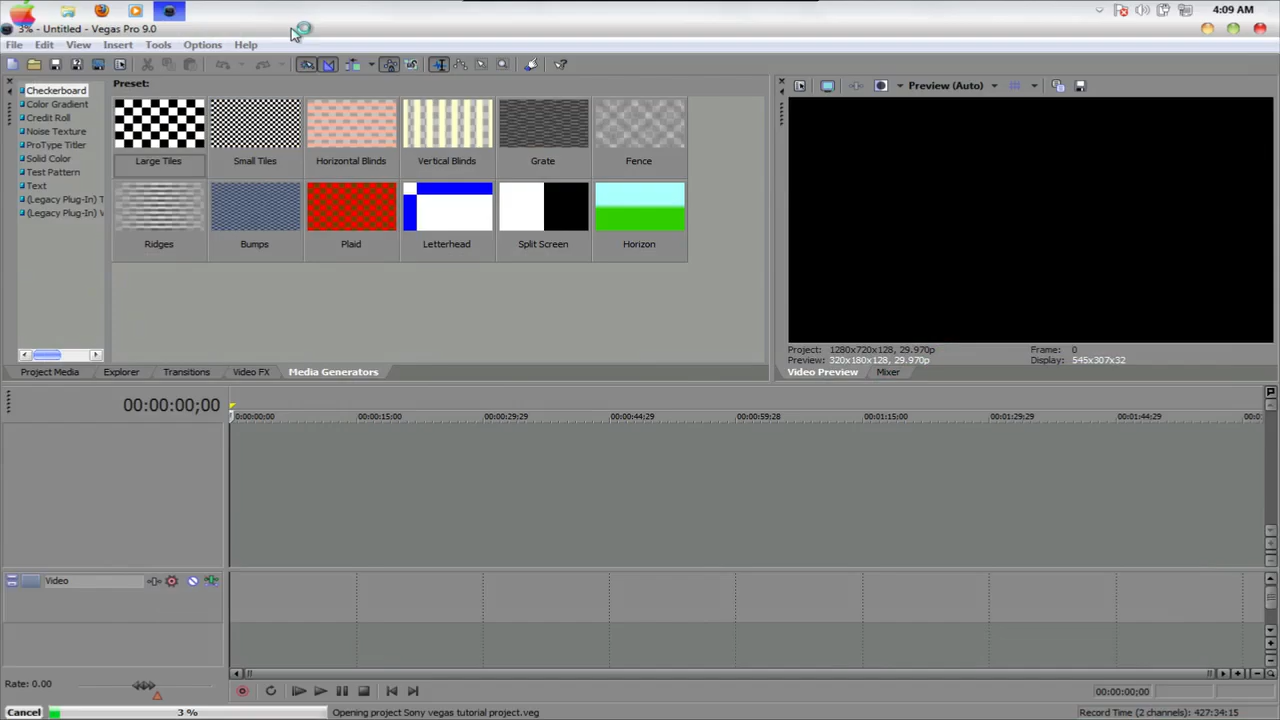 4:09 AM
3% - Untitled - Vegas Pro 9.0
File Edit View Insert Tools Options Help
Preset:
Preview (Auto)
Checkerboard
Color Gradient
Credit Roll
Noise Texture
ProType Titler
Solid Color
Test Pattern
Text
(Legacy Plug-In) T
(Legacy Plug-In) V
Large Tiles Small Tiles Horizontal Blinds Vertical Blinds Grate Fence
Ridges Bumps Plaid Letterhead Split Screen Horizon
Project: 1280x720x128, 29.970p Frame: 0
Preview: 320x180x128, 29.970p Display: 545x307x32
Project Media Explorer Transitions Video FX Media Generators
Video Preview Mixer
00:00:00;00
00:00:00;00 00:00:15;00 00:00:29;29 00:00:44;29 00:00:59;28 00:01:15;00 00:01:29;29 00:01:44;29
Video
Rate: 0.00
00:00:00;00
Cancel 3 % Opening project Sony vegas tutorial project.veg Record Time (2 channels): 427:34:15